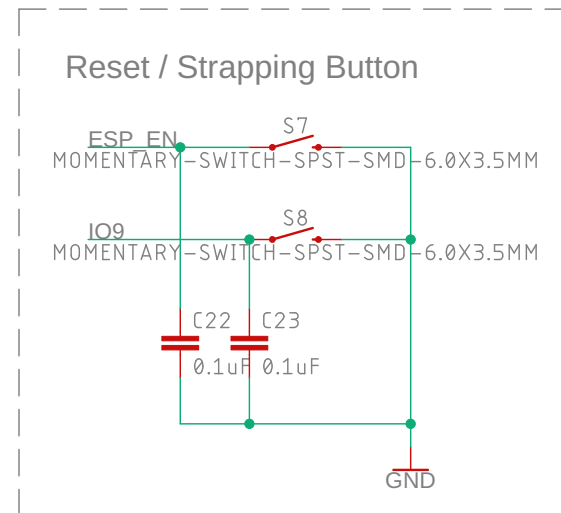 Reset / Strapping Button
S7
ESP_EN
MOMENTARY-SWITCH-SPST-SMD-6.0X3.5MM
S8
IO9
MOMENTARY-SWITCH-SPST-SMD-6.0X3.5MM
C22 C23
0.1uF 0.1uF
GND